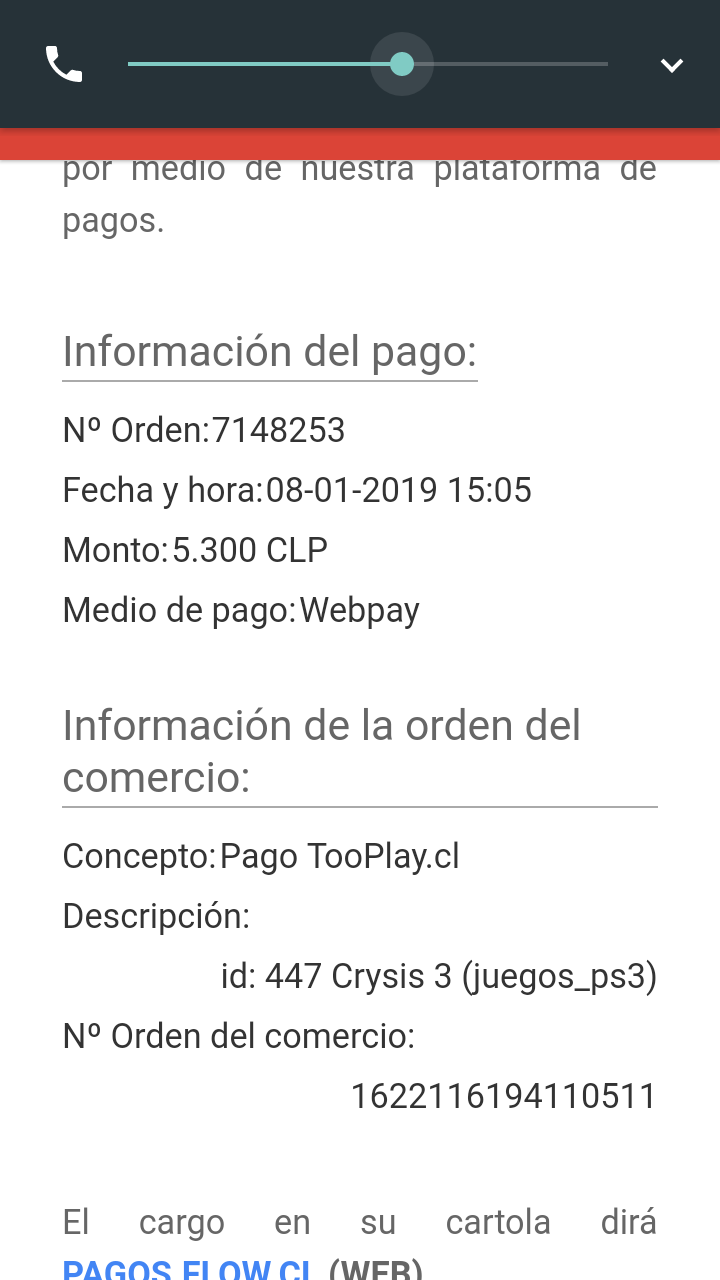 por medio de nuestra plataforma de
pagos.
Información del pago:
Nº Orden:7148253
Fecha y hora:08-01-2019 15:05
Monto:5.300 CLP
Medio de pago:Webpay
Información de la orden del
comercio:
Concepto:Pago TooPlay.cl
Descripción:
id: 447 Crysis 3 (juegos_ps3)
Nº Orden del comercio:
1622116194110511
El cargo en su cartola dirá
PAGOS FLOW CL (WEB)